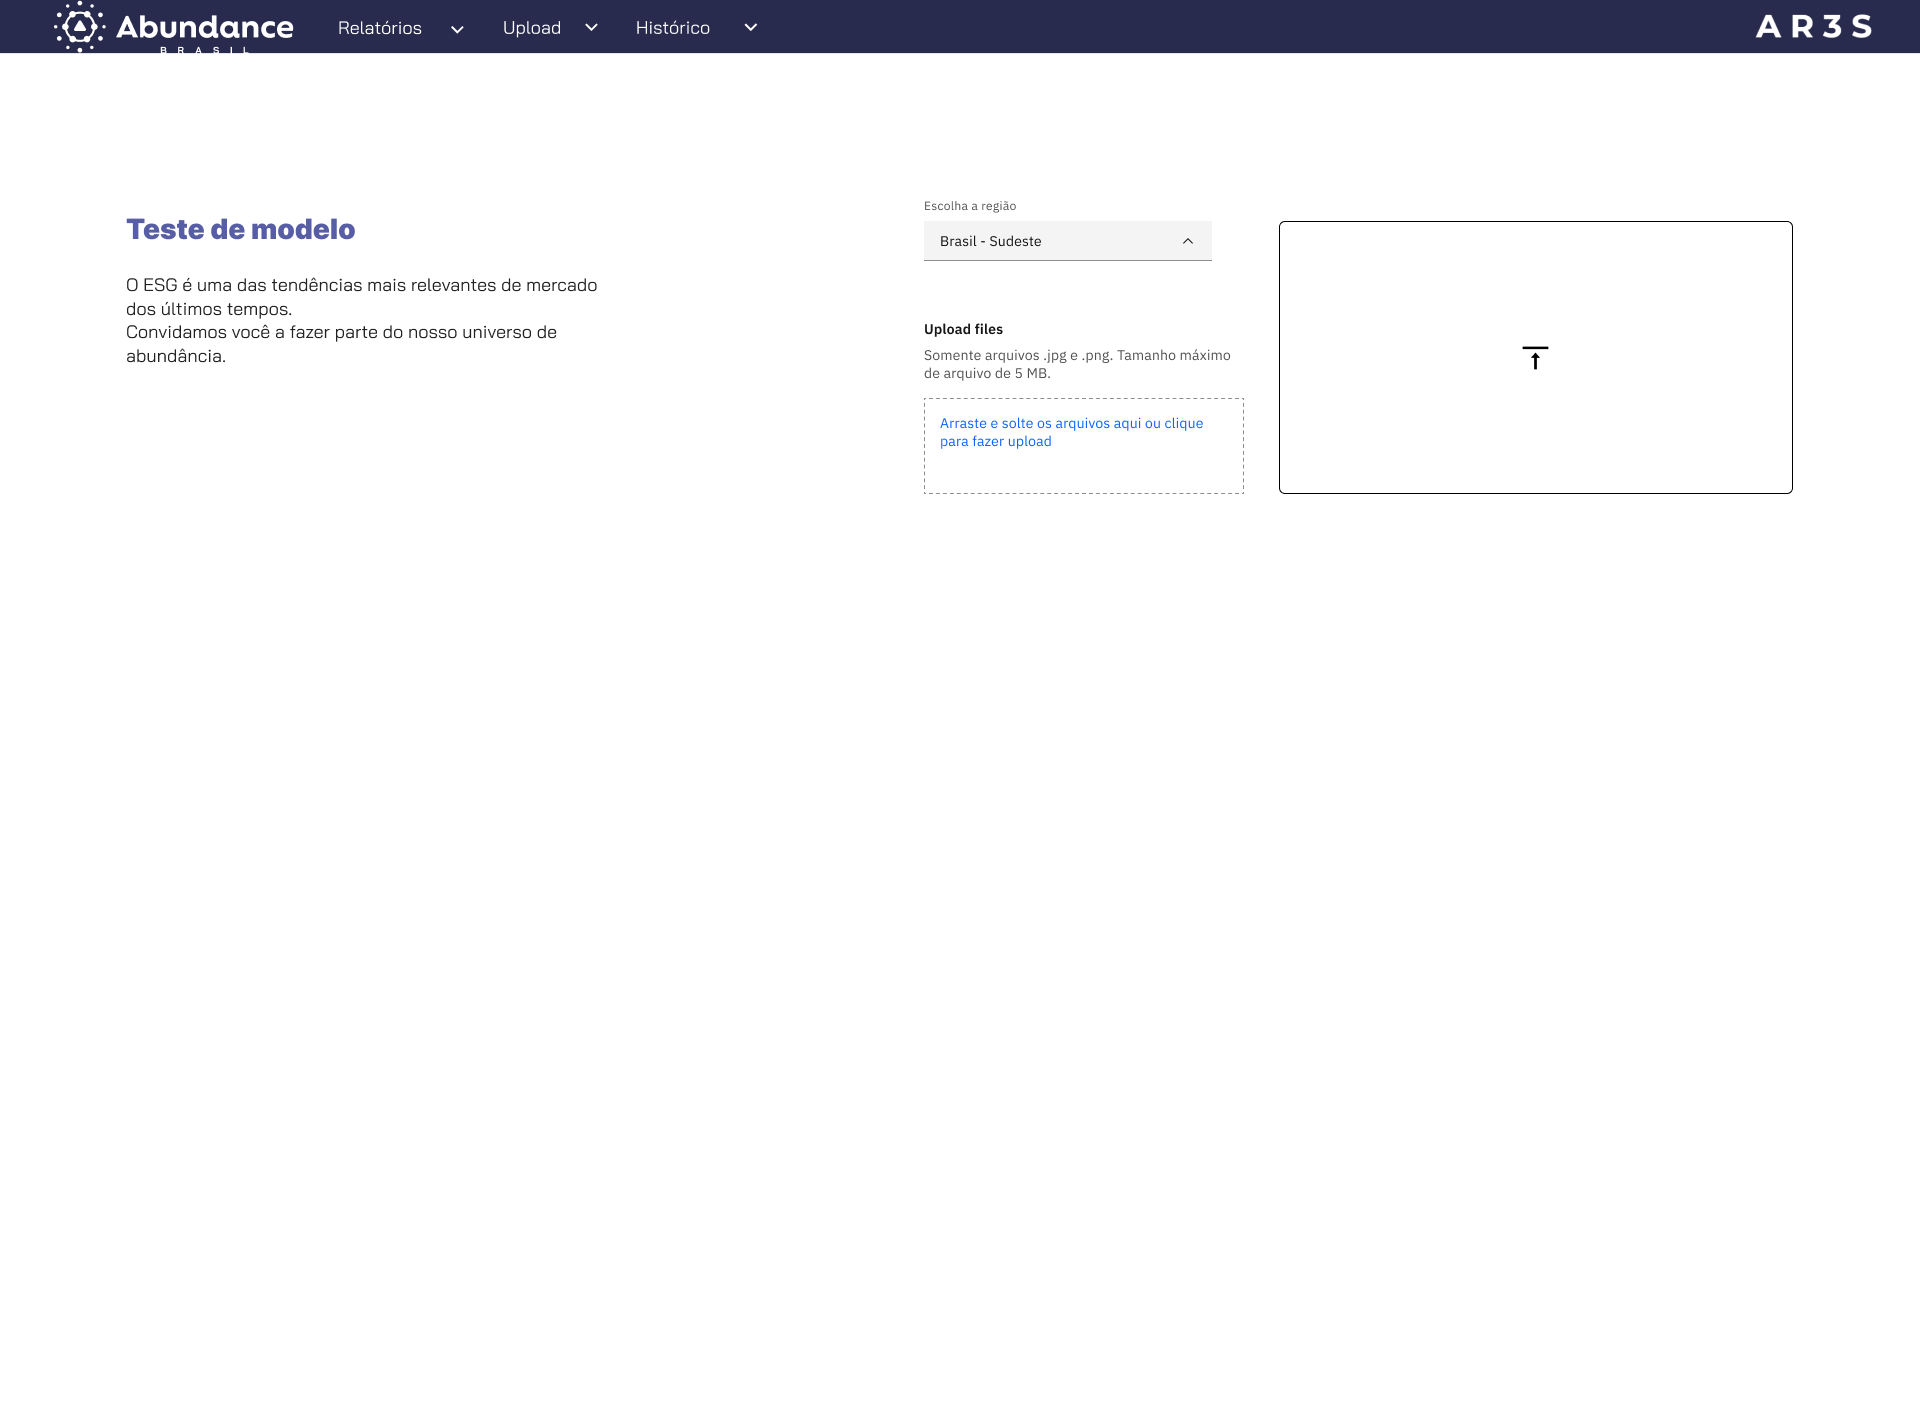 Abundance
BRASIL
Relatórios
Upload
Histórico
AR3S
Teste de modelo
O ESG é uma das tendências mais relevantes de mercado
dos últimos tempos.
Convidamos você a fazer parte do nosso universo de
abundância.
Escolha a região
Brasil - Sudeste
Upload files
Somente arquivos .jpg e .png. Tamanho máximo
de arquivo de 5 MB.
Arraste e solte os arquivos aqui ou clique
para fazer upload